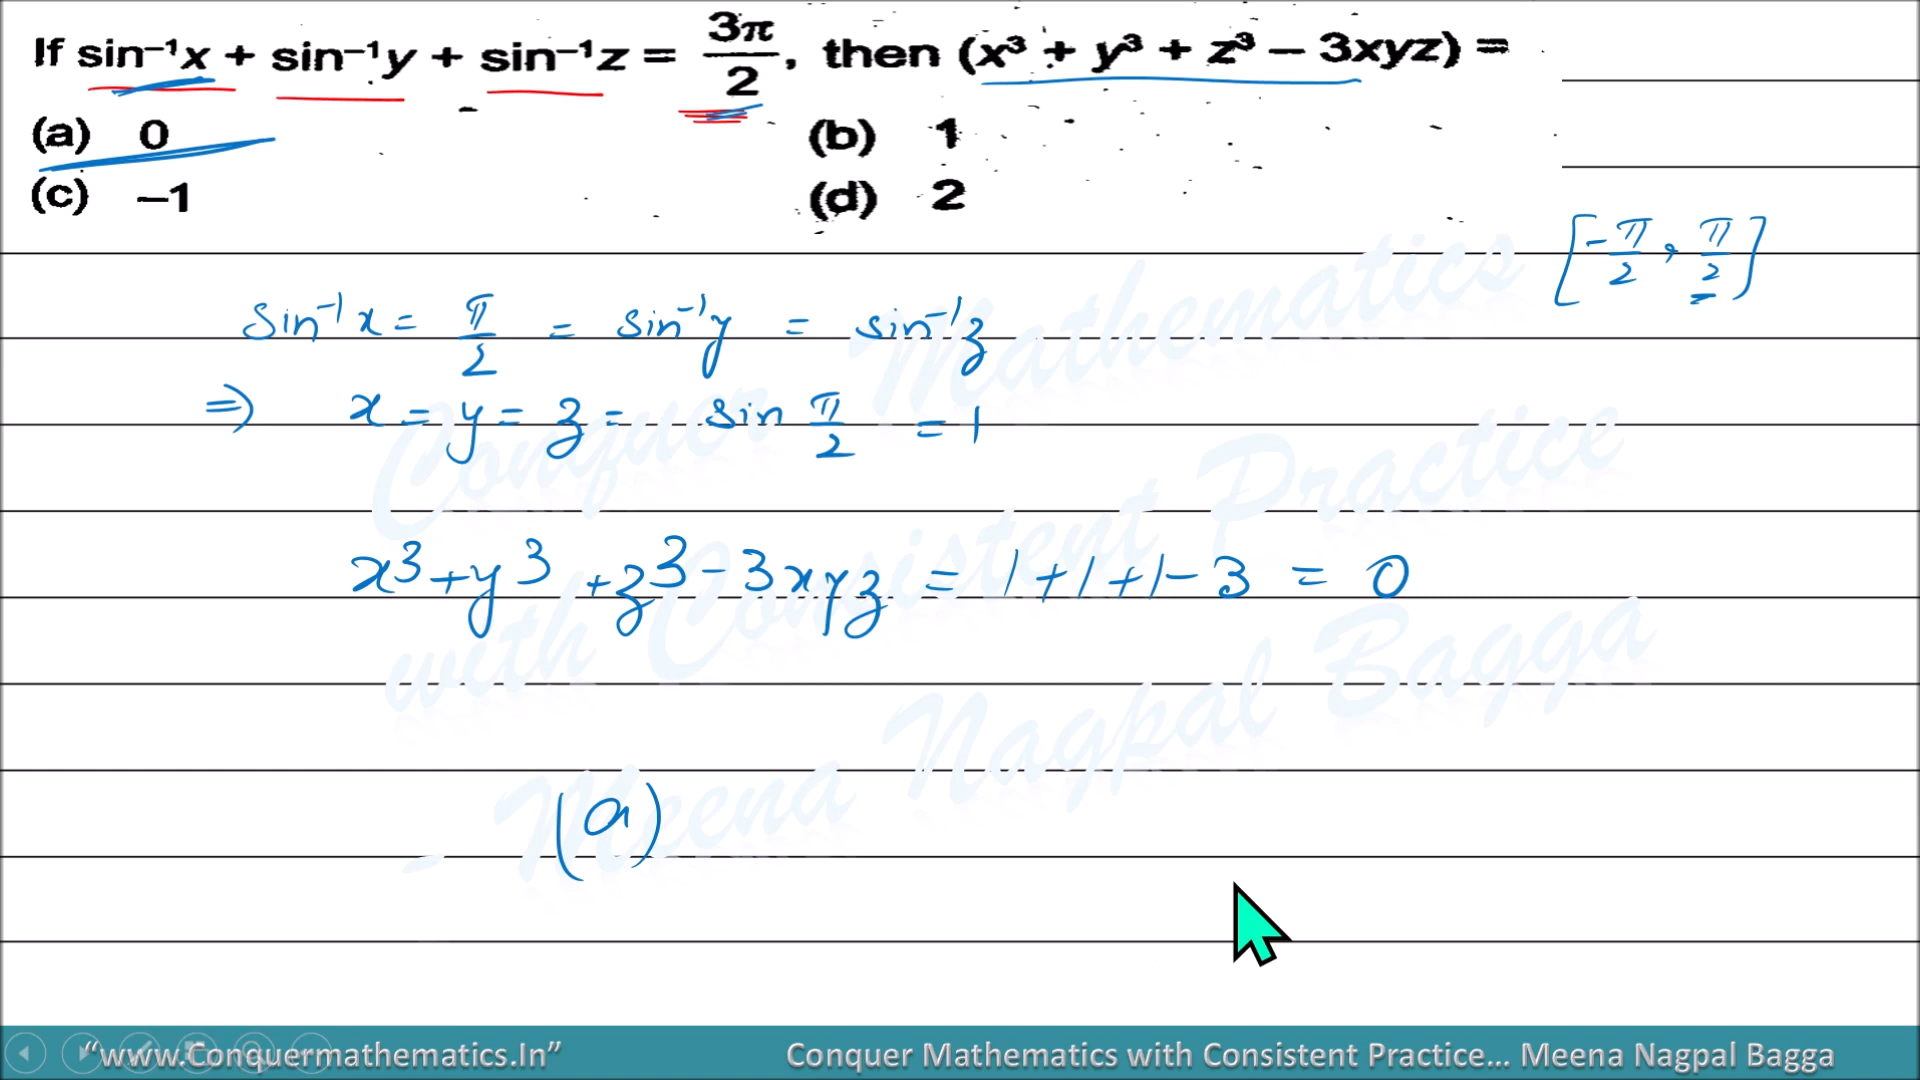 If sin⁻¹x + sin⁻¹y + sin⁻¹z = 3π/2, then (x³ + y³ + z³ – 3xyz) =
(a) 0 (b) 1
(c) –1 (d) 2
[-π/2, π/2]
sin⁻¹x = π/2 = sin⁻¹y = sin⁻¹z
⇒ x = y = z = sin π/2 = 1
x³+y³+z³-3xyz = 1+1+1-3 = 0
(a)
Conquer Mathematics
with Consistent Practice
- Meena Nagpal Bagga
“www.Conquermathematics.In” Conquer Mathematics with Consistent Practice... Meena Nagpal Bagga